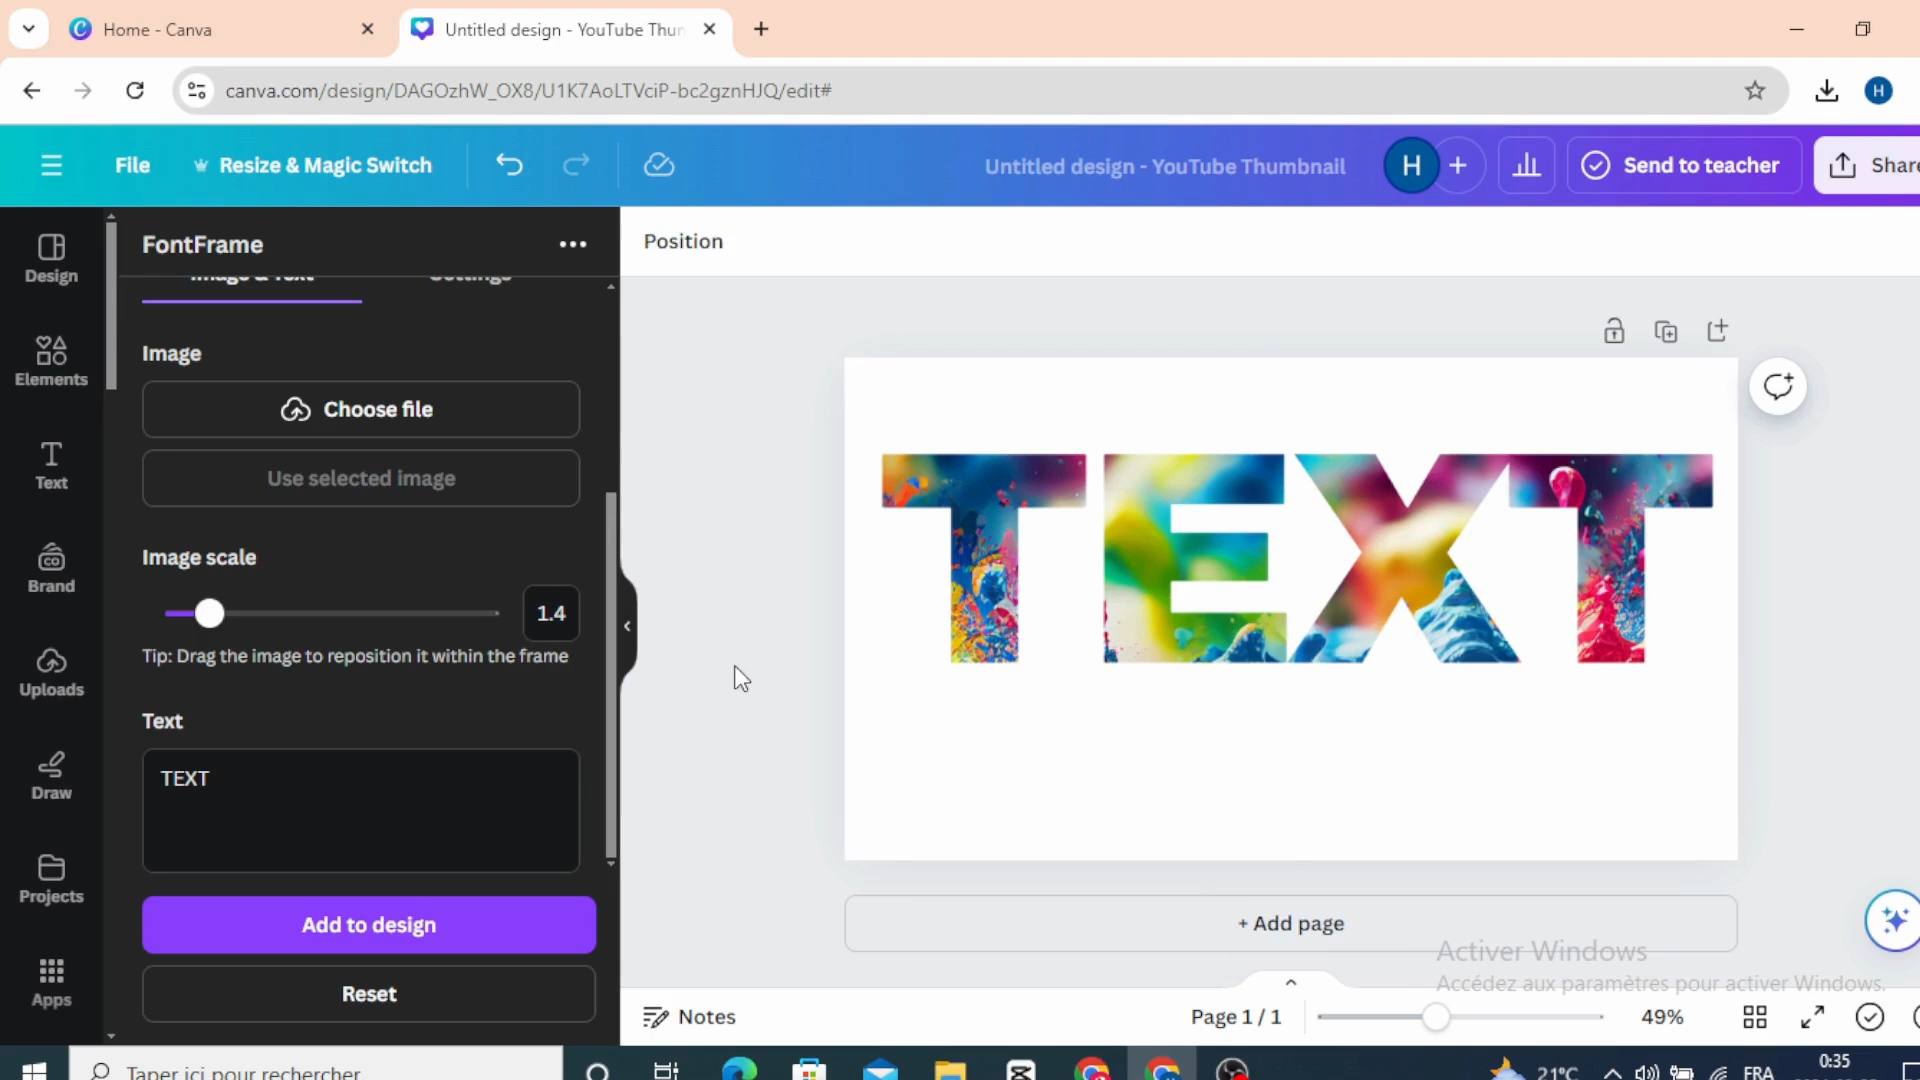 Home - Canva
Untitled design - YouTube Thun
canva.com/design/DAGOzhW_OX8/U1K7AoLTVciP-bc2gznHJQ/edit#
H
File
Resize & Magic Switch
Untitled design - YouTube Thumbnail
H
Send to teacher
Share
Design
Elements
Text
Brand
Uploads
Draw
Projects
Apps
FontFrame
Image & Text
Settings
Image
Choose file
Use selected image
Image scale
1.4
Tip: Drag the image to reposition it within the frame
Text
TEXT
Add to design
Reset
Position
TEXT
+ Add page
Activer Windows
Accédez aux paramètres pour activer Windows.
Notes
Page 1 / 1
49%
Taper ici pour rechercher
21°C
FRA
0:35